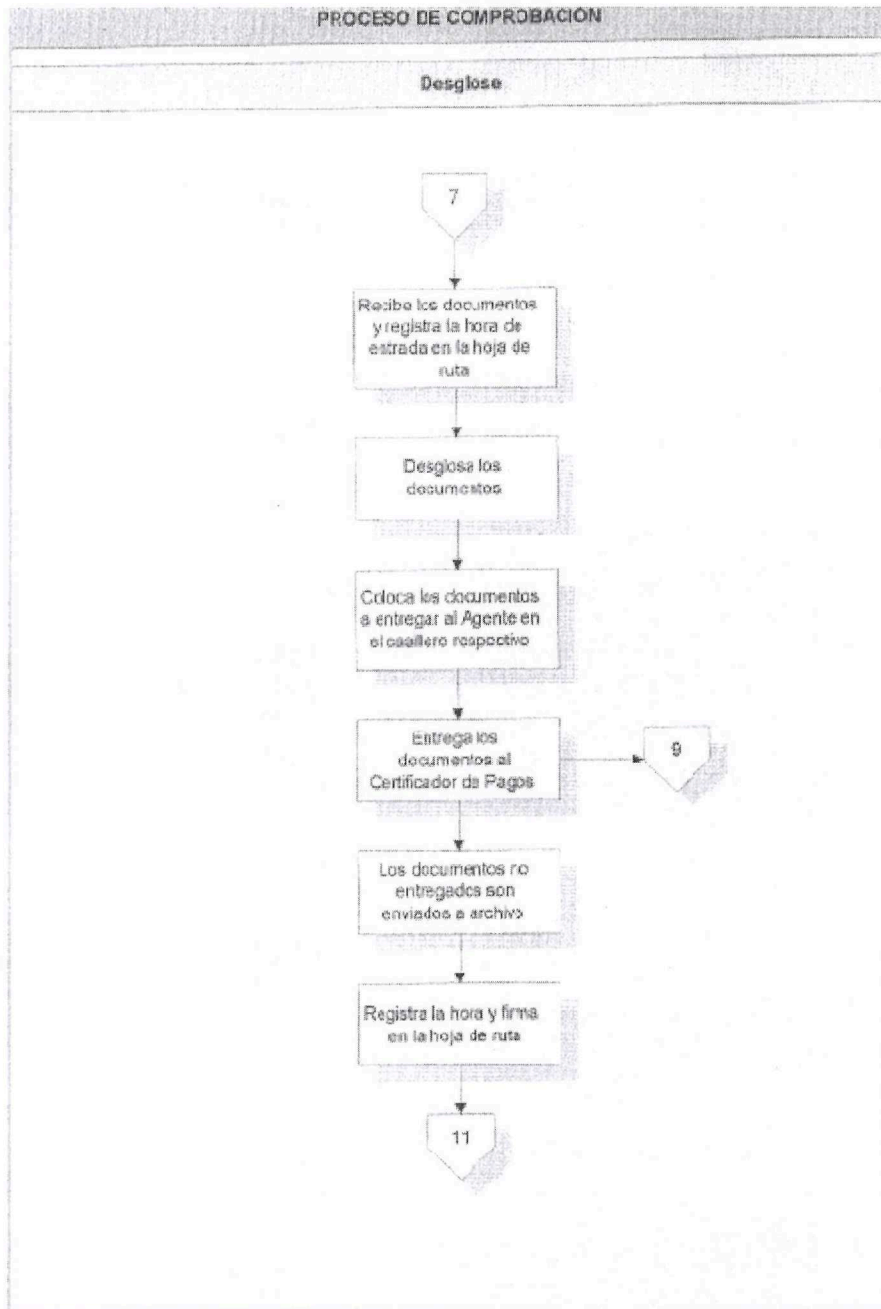 PROCESO DE COMPROBACIÓN
Desglose
7
Recibe los documentos
y registra la hora de
estrada en la hoja de
ruta
Desglosa los
documentos
Coloca los documentos
a entregar al Agente en
el casillero respectivo
Entrega los
documentos al
Certificador de Pagos
9
Los documentos no
entregados son
enviados a archivo
Registra la hora y firma
en la hoja de ruta
11